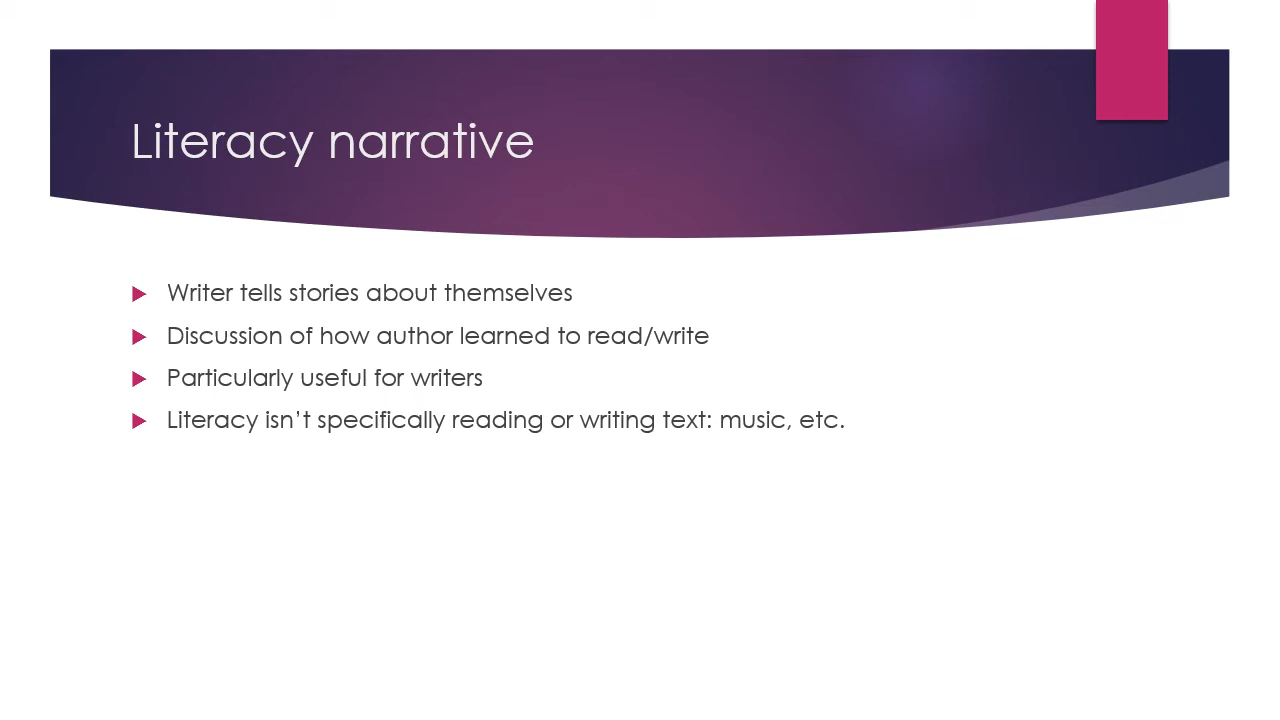 Literacy narrative
Writer tells stories about themselves
Discussion of how author learned to read/write
Particularly useful for writers
Literacy isn’t specifically reading or writing text: music, etc.